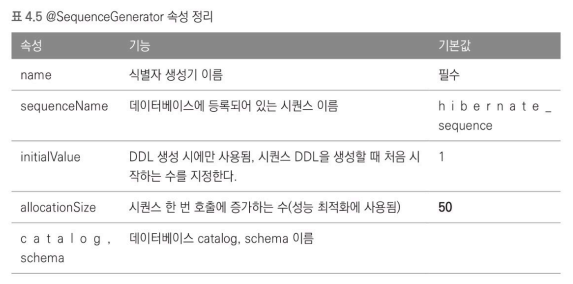 표 4.5 @SequenceGenerator 속성 정리
속성 기능 기본값
name 식별자 생성기 이름 필수
sequenceName 데이터베이스에 등록되어 있는 시퀀스 이름 hibernate_
sequence
initialValue DDL 생성 시에만 사용됨, 시퀀스 DDL을 생성할 때 처음 시 1
작하는 수를 지정한다.
allocationSize 시퀀스 한 번 호출에 증가하는 수(성능 최적화에 사용됨) 50
catalog, 데이터베이스 catalog, schema 이름
schema